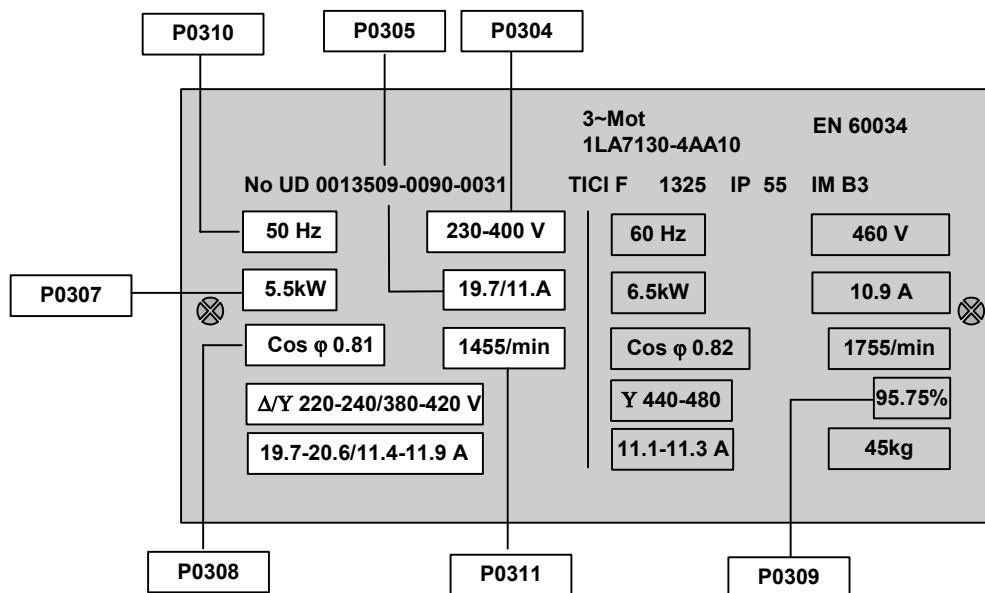 P0310
P0305
P0304
3~Mot
1LA7130-4AA10
EN 60034
No UD 0013509-0090-0031
TICI F 1325 IP 55 IM B3
50 Hz
230-400 V
60 Hz
460 V
P0307
5.5kW
19.7/11.A
6.5kW
10.9 A
Cos φ 0.81
1455/min
Cos φ 0.82
1755/min
Δ/Y 220-240/380-420 V
Y 440-480
95.75%
19.7-20.6/11.4-11.9 A
11.1-11.3 A
45kg
P0308
P0311
P0309